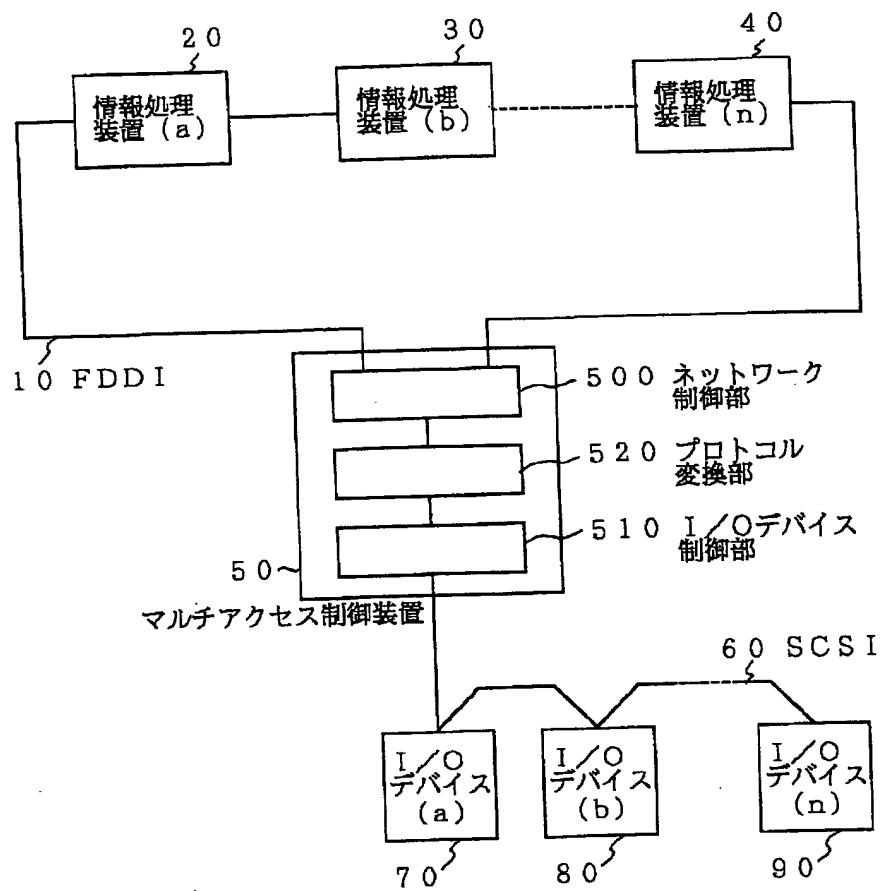 ２０
３０
４０
情報処理
装置（ａ）
情報処理
装置（ｂ）
情報処理
装置（ｎ）
１０ ＦＤＤＩ
５００ ネットワーク
制御部
５２０ プロトコル
変換部
５１０ Ｉ／Ｏデバイス
制御部
５０
マルチアクセス制御装置
６０ ＳＣＳＩ
Ｉ／Ｏ
デバイス
（ａ）
Ｉ／Ｏ
デバイス
（ｂ）
Ｉ／Ｏ
デバイス
（ｎ）
７０
８０
９０